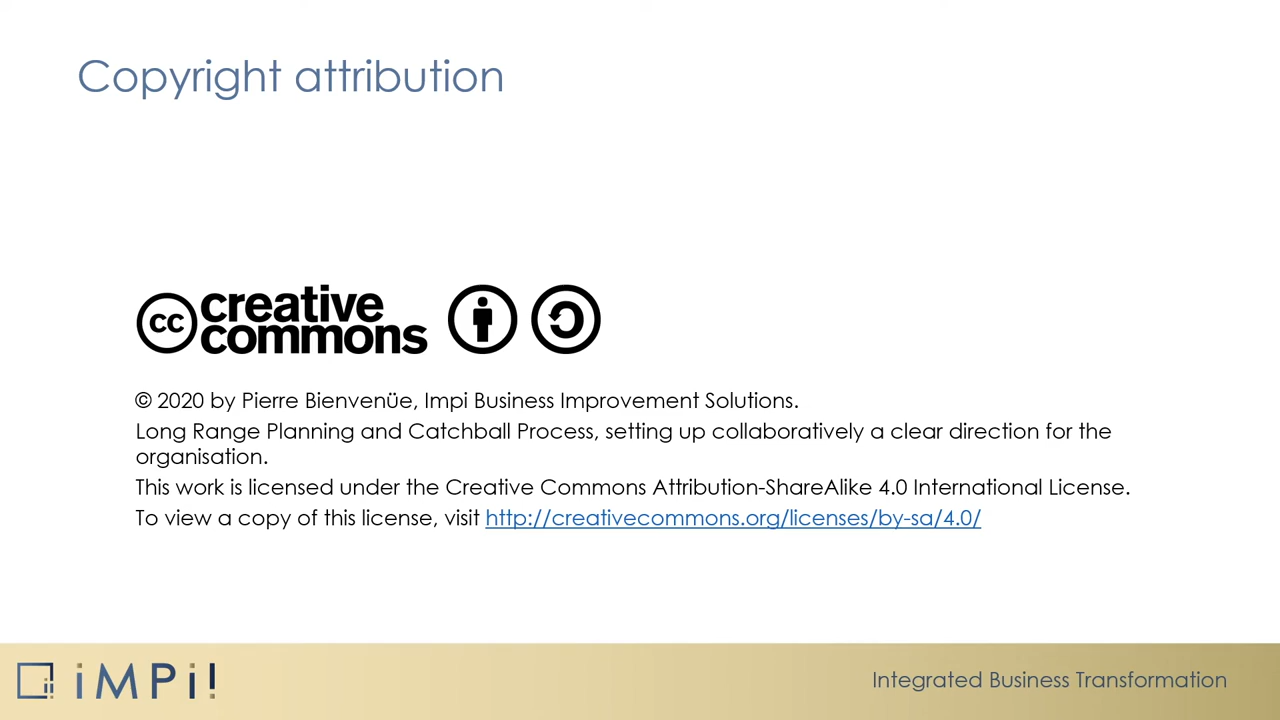 Copyright attribution
cc creative
commons
© 2020 by Pierre Bienvenüe, Impi Business Improvement Solutions.
Long Range Planning and Catchball Process, setting up collaboratively a clear direction for the
organisation.
This work is licensed under the Creative Commons Attribution-ShareAlike 4.0 International License.
To view a copy of this license, visit http://creativecommons.org/licenses/by-sa/4.0/
iMPi!
Integrated Business Transformation